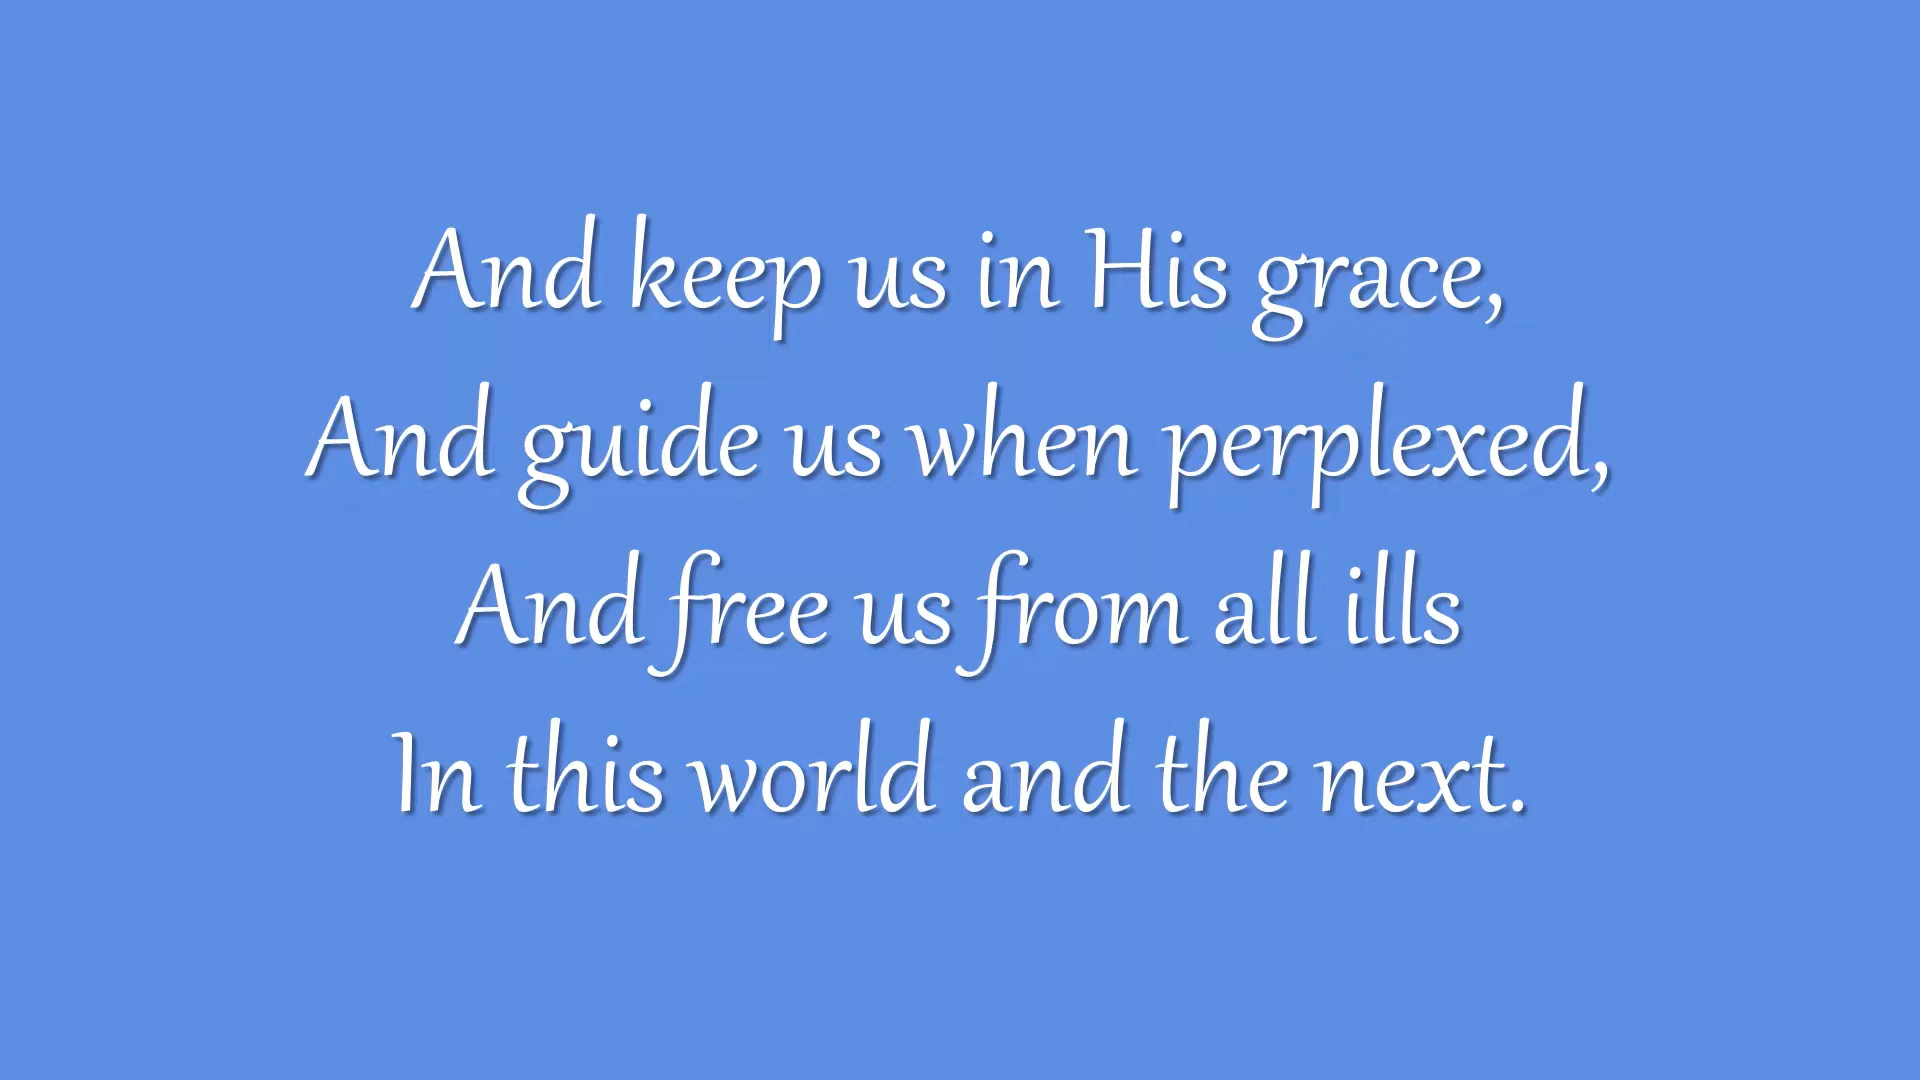 And keep us in His grace,
And guide us when perplexed,
And free us from all ills
In this world and the next.